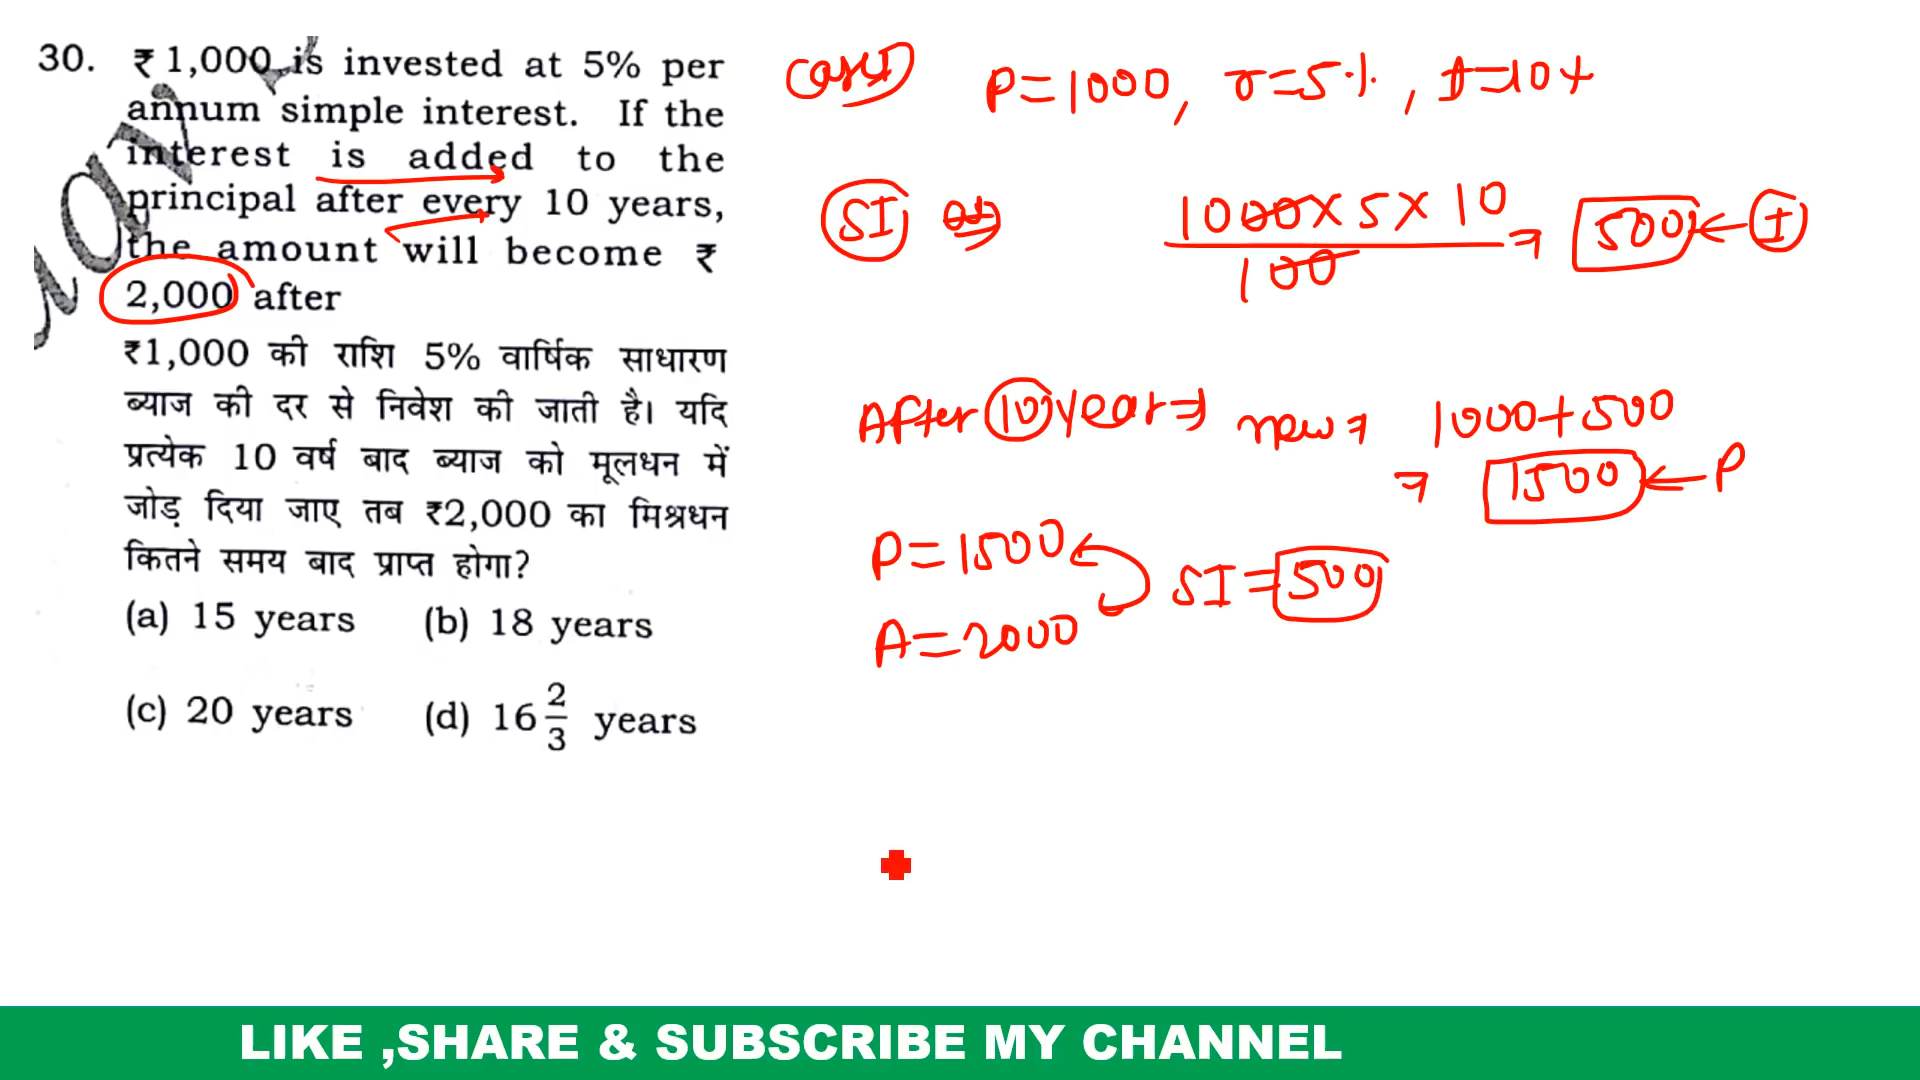 30. ₹ 1,000 is invested at 5% per
annum simple interest. If the
interest is added to the
principal after every 10 years,
the amount will become ₹
2,000 after
₹1,000 की राशि 5% वार्षिक साधारण
ब्याज की दर से निवेश की जाती है। यदि
प्रत्येक 10 वर्ष बाद ब्याज को मूलधन में
जोड़ दिया जाए तब ₹2,000 का मिश्रधन
कितने समय बाद प्राप्त होगा?
(a) 15 years (b) 18 years
(c) 20 years (d) 16 2/3 years
P=1000, r=5%, t=10
SI
1000×5×10
100
500 ← I
After 10 year ⇒ new ⇒ 1000+500
⇒ 1500 ← P
P=1500
SI=500
A=2000
LIKE ,SHARE & SUBSCRIBE MY CHANNEL